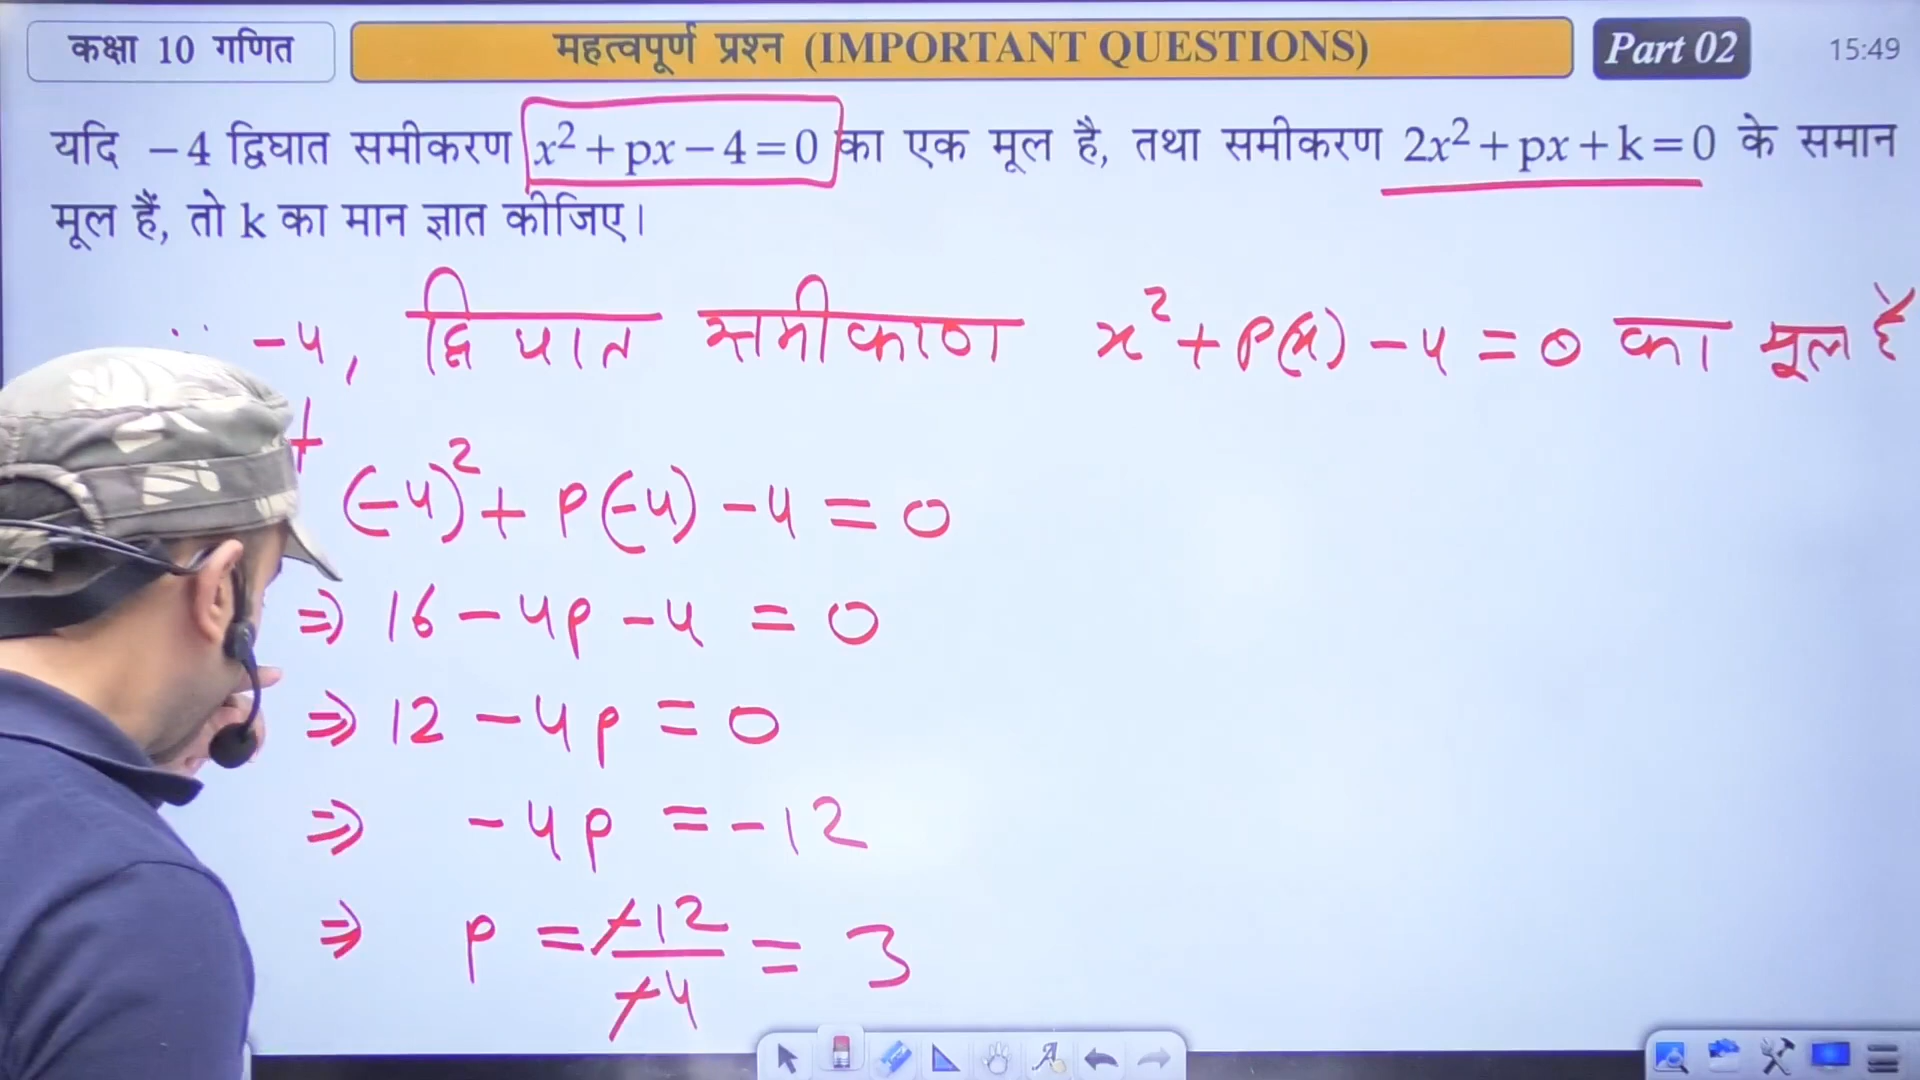 कक्षा 10 गणित
महत्वपूर्ण प्रश्न (IMPORTANT QUESTIONS)
Part 02
15:49
यदि −4 द्विघात समीकरण x²+px−4=0 का एक मूल है, तथा समीकरण 2x²+px+k=0 के समान
मूल हैं, तो k का मान ज्ञात कीजिए।
∵ -4, द्विघात समीकरण x²+P(x)-4=0 का मूल है
(-4)²+P(-4)-4=0
⇒ 16-4p-4=0
⇒ 12-4p=0
⇒ -4p=-12
⇒ p=-12/-4=3